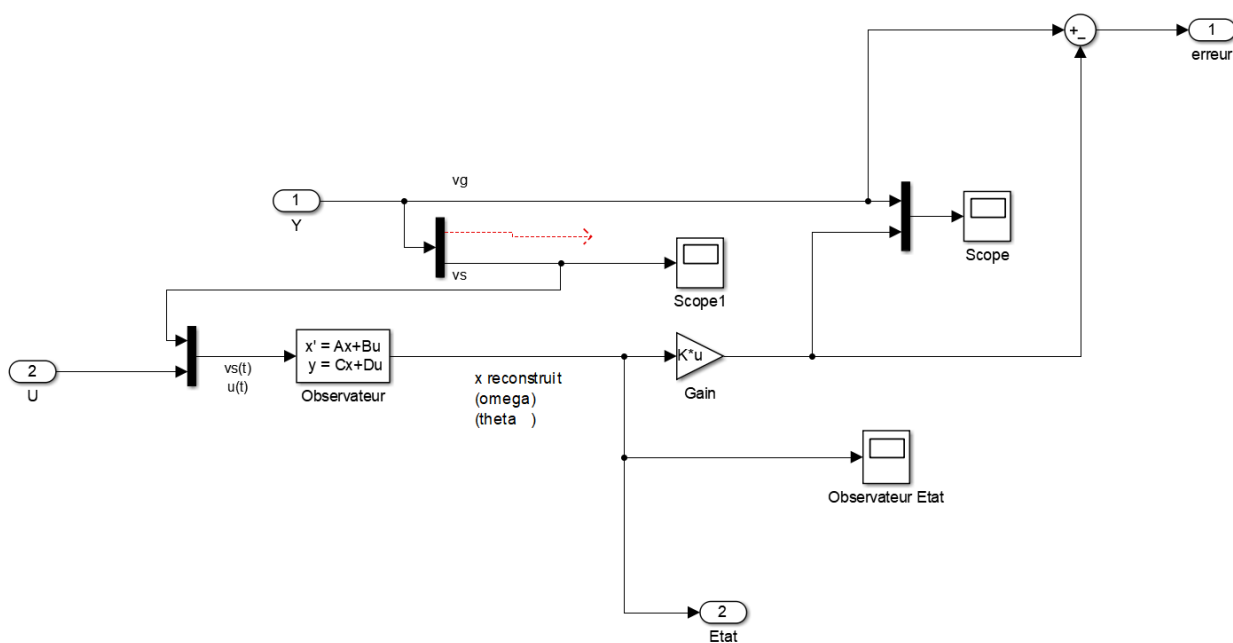 +
−
1
erreur
vg
1
Y
Scope
vs
Scope1
x' = Ax+Bu
y = Cx+Du
Observateur
K*u
Gain
2
U
vs(t)
u(t)
x reconstruit
(omega)
(theta )
Observateur Etat
2
Etat